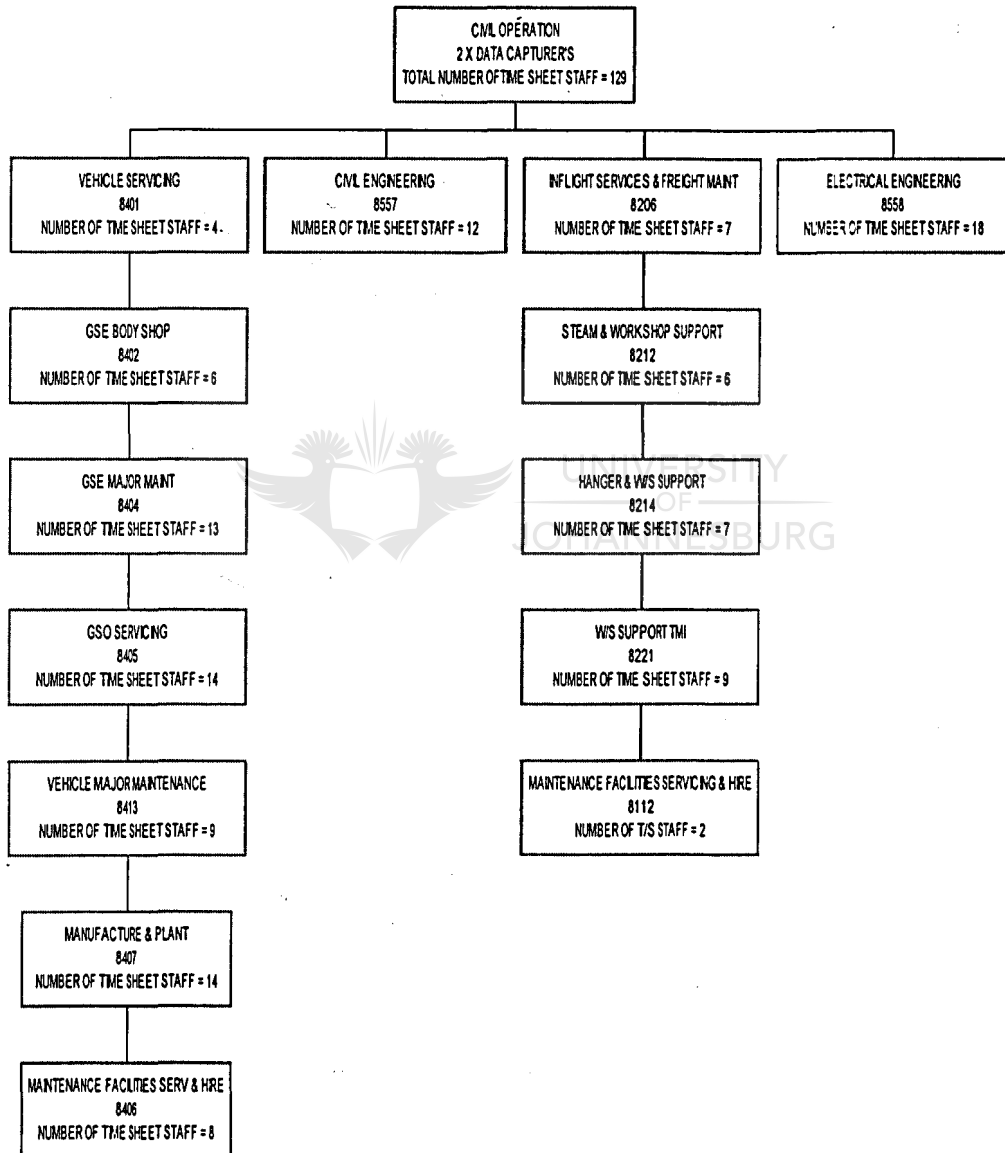 CIVIL OPÉRATION
2 X DATA CAPTURER'S
TOTAL NUMBER OF TIME SHEET STAFF = 129
VEHICLE SERVICING
8401
NUMBER OF TIME SHEET STAFF = 4
CIVIL ENGINEERING
8557
NUMBER OF TIME SHEET STAFF = 12
INFLIGHT SERVICES & FREIGHT MAINT
8206
NUMBER OF TIME SHEET STAFF = 7
ELECTRICAL ENGINEERING
8558
NUMBER OF TIME SHEET STAFF = 18
GSE BODY SHOP
8402
NUMBER OF TIME SHEET STAFF = 6
STEAM & WORKSHOP SUPPORT
8212
NUMBER OF TIME SHEET STAFF = 6
GSE MAJOR MAINT
8404
NUMBER OF TIME SHEET STAFF = 13
HANGER & W/S SUPPORT
8214
NUMBER OF TIME SHEET STAFF = 7
UNIVERSITY
OF
JOHANNESBURG
GSO SERVICING
8405
NUMBER OF TIME SHEET STAFF = 14
W/S SUPPORT TMI
8221
NUMBER OF TIME SHEET STAFF = 9
VEHICLE MAJOR MAINTENANCE
8413
NUMBER OF TIME SHEET STAFF = 9
MAINTENANCE FACILITIES SERVICING & HIRE
8112
NUMBER OF T/S STAFF = 2
MANUFACTURE & PLANT
8407
NUMBER OF TIME SHEET STAFF = 14
MAINTENANCE FACILITIES SERV & HIRE
8406
NUMBER OF TIME SHEET STAFF = 8